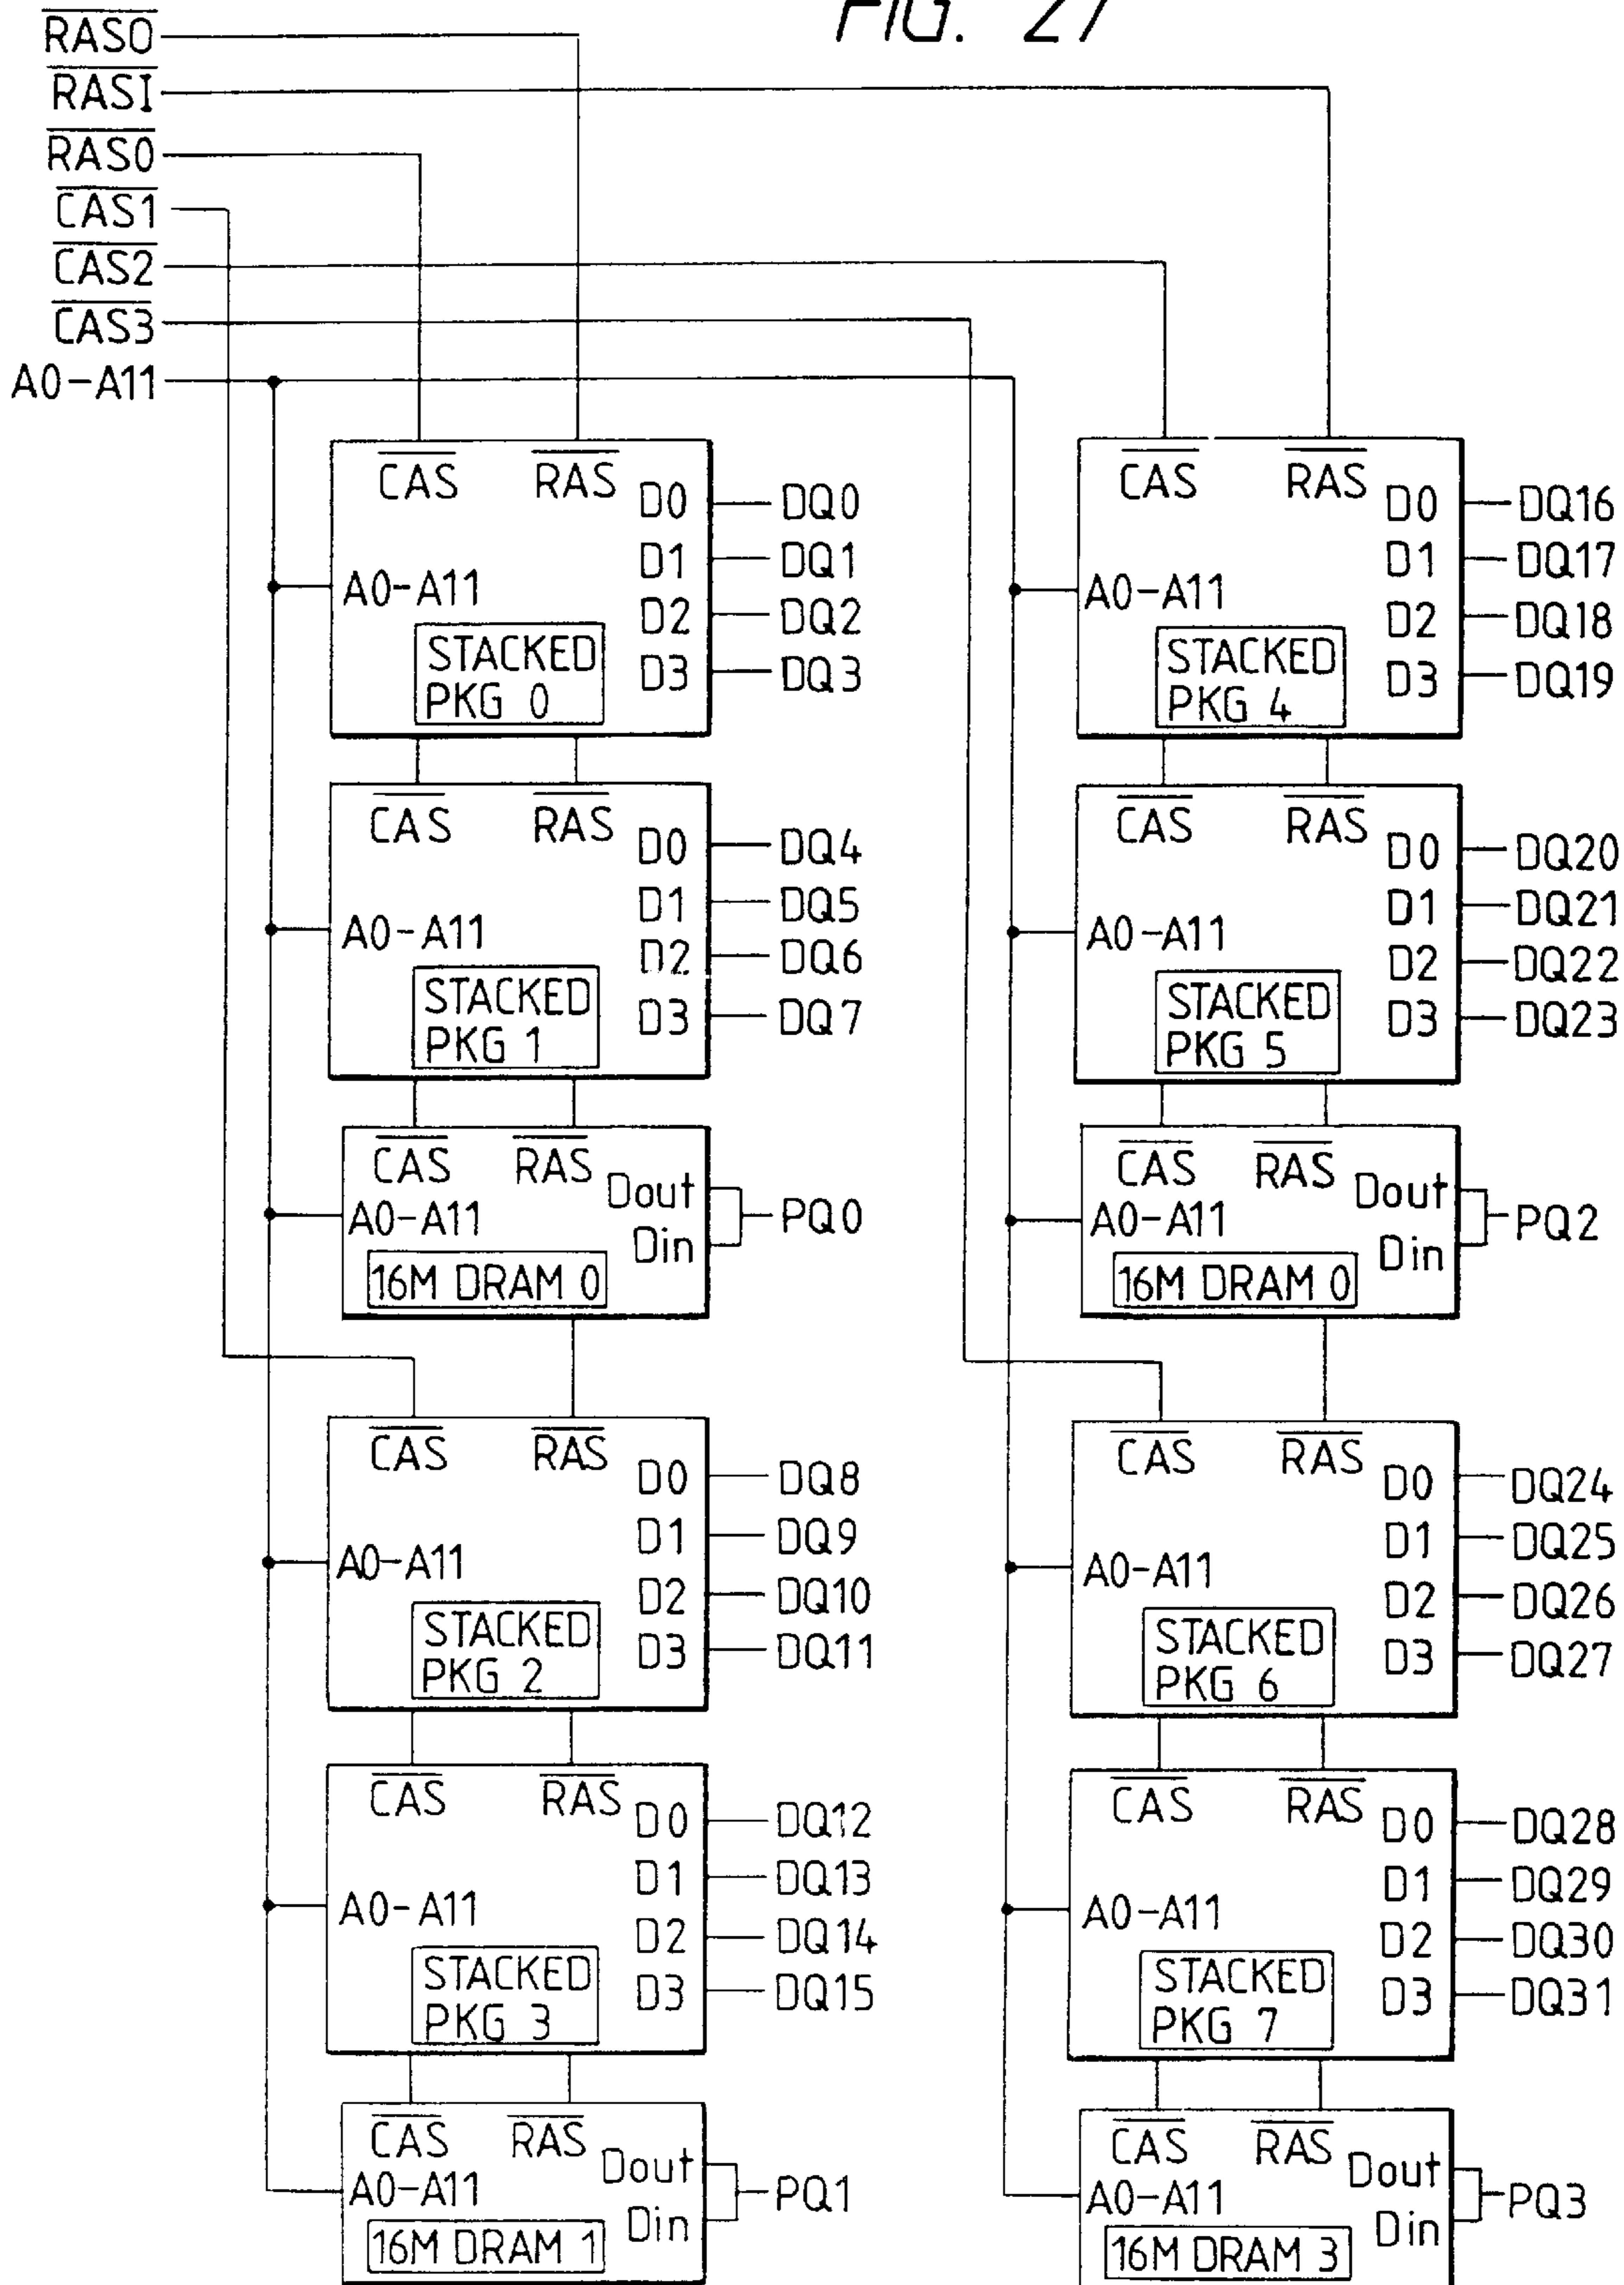 FIG. 27
RAS0
RASI
RAS0
CAS1
CAS2
CAS3
A0-A11
CAS RAS
D0 DQ0
D1 DQ1
A0-A11
D2 DQ2
D3 DQ3
STACKED
PKG 0
CAS RAS
D0 DQ4
D1 DQ5
A0-A11
D2 DQ6
D3 DQ7
STACKED
PKG 1
CAS RAS
Dout
A0-A11
PQ0
Din
16M DRAM 0
CAS RAS
D0 DQ8
D1 DQ9
A0-A11
D2 DQ10
D3 DQ11
STACKED
PKG 2
CAS RAS
D0 DQ12
D1 DQ13
A0-A11
D2 DQ14
D3 DQ15
STACKED
PKG 3
CAS RAS
Dout
A0-A11
PQ1
Din
16M DRAM 1
CAS RAS
D0 DQ16
D1 DQ17
A0-A11
D2 DQ18
D3 DQ19
STACKED
PKG 4
CAS RAS
D0 DQ20
D1 DQ21
A0-A11
D2 DQ22
D3 DQ23
STACKED
PKG 5
CAS RAS
Dout
A0-A11
PQ2
Din
16M DRAM 0
CAS RAS
D0 DQ24
D1 DQ25
A0-A11
D2 DQ26
D3 DQ27
STACKED
PKG 6
CAS RAS
D0 DQ28
D1 DQ29
A0-A11
D2 DQ30
D3 DQ31
STACKED
PKG 7
CAS RAS
Dout
A0-A11
PQ3
Din
16M DRAM 3